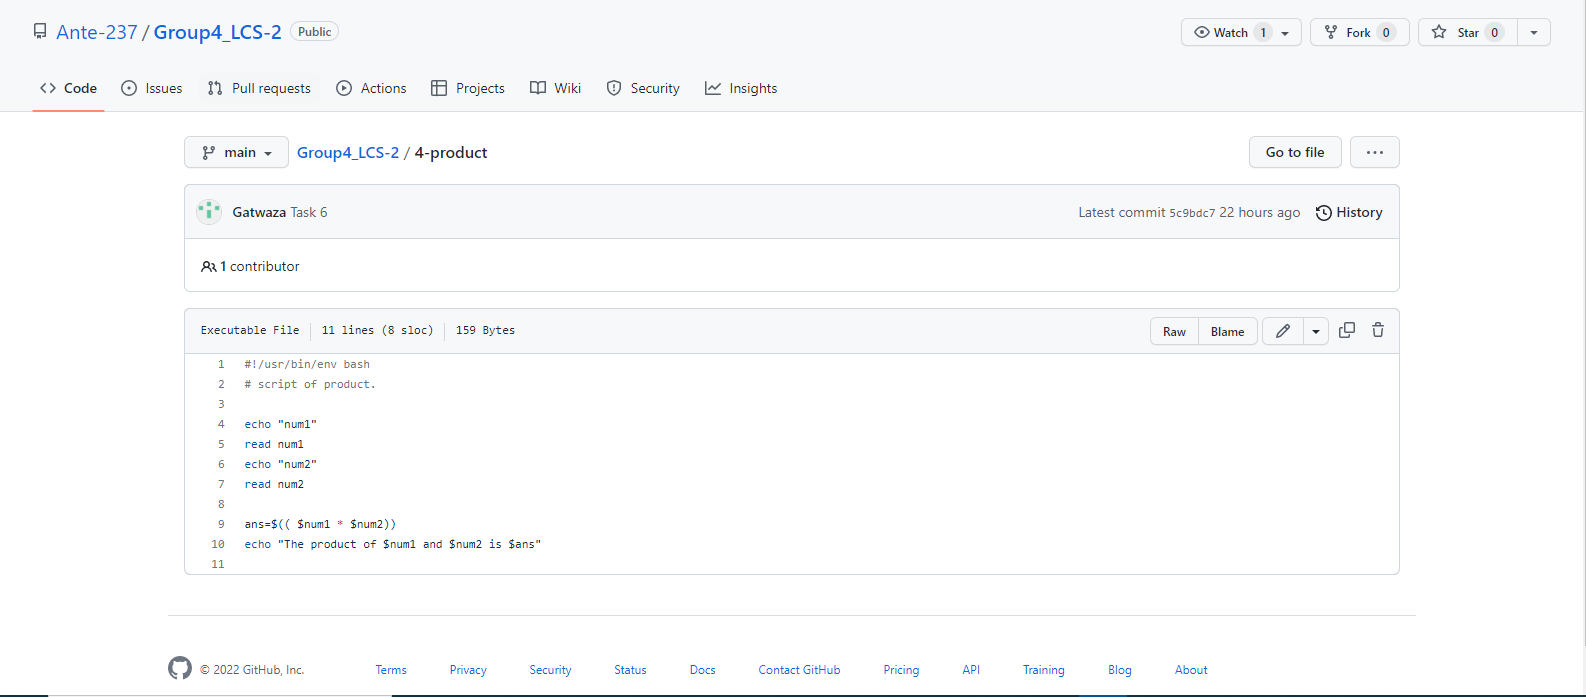 Ante-237 / Group4_LCS-2 Public Watch 1 Fork 0 Star 0
Code Issues Pull requests Actions Projects Wiki Security Insights
main Group4_LCS-2 / 4-product Go to file ...
Gatwaza Task 6 Latest commit 5c9bdc7 22 hours ago History
1 contributor
Executable File 11 lines (8 sloc) 159 Bytes Raw Blame
1 #!/usr/bin/env bash
2 # script of product.
3
4 echo "num1"
5 read num1
6 echo "num2"
7 read num2
8
9 ans=$(( $num1 * $num2))
10 echo "The product of $num1 and $num2 is $ans"
11
© 2022 GitHub, Inc. Terms Privacy Security Status Docs Contact GitHub Pricing API Training Blog About